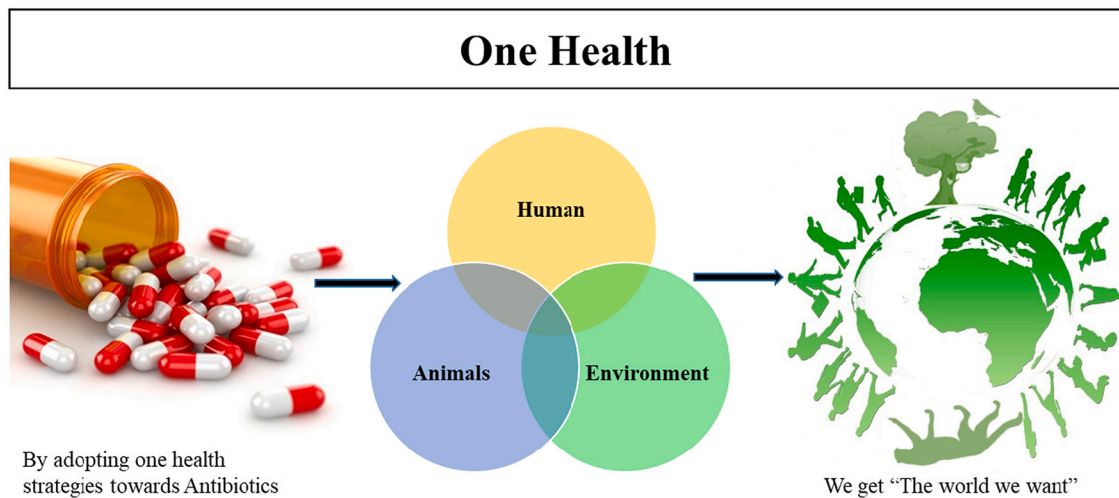 One Health
Human
Animals
Environment
By adopting one health
strategies towards Antibiotics
We get “The world we want”